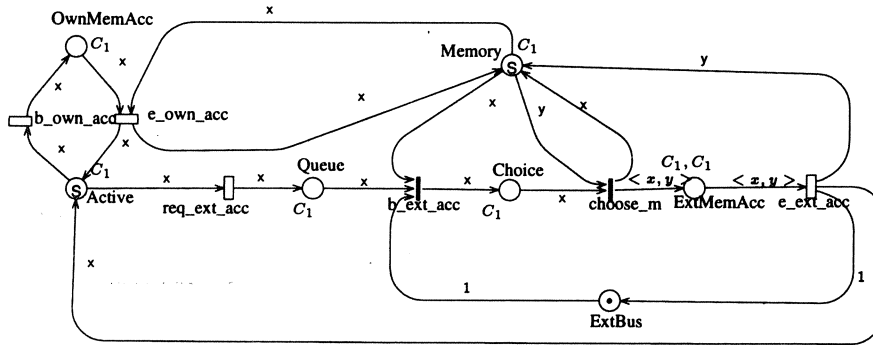 x
OwnMemAcc
C₁
C₁
Memory
S
x
y
x
x
x
y
x
b_own_acc
e_own_acc
x
x
C₁
S
Active
x
req_ext_acc
x
Queue
C₁
x
b_ext_acc
x
Choice
C₁
x
choose_m
< x, y >
C₁, C₁
ExtMemAcc
< x, y >
e_ext_acc
x
1
1
ExtBus